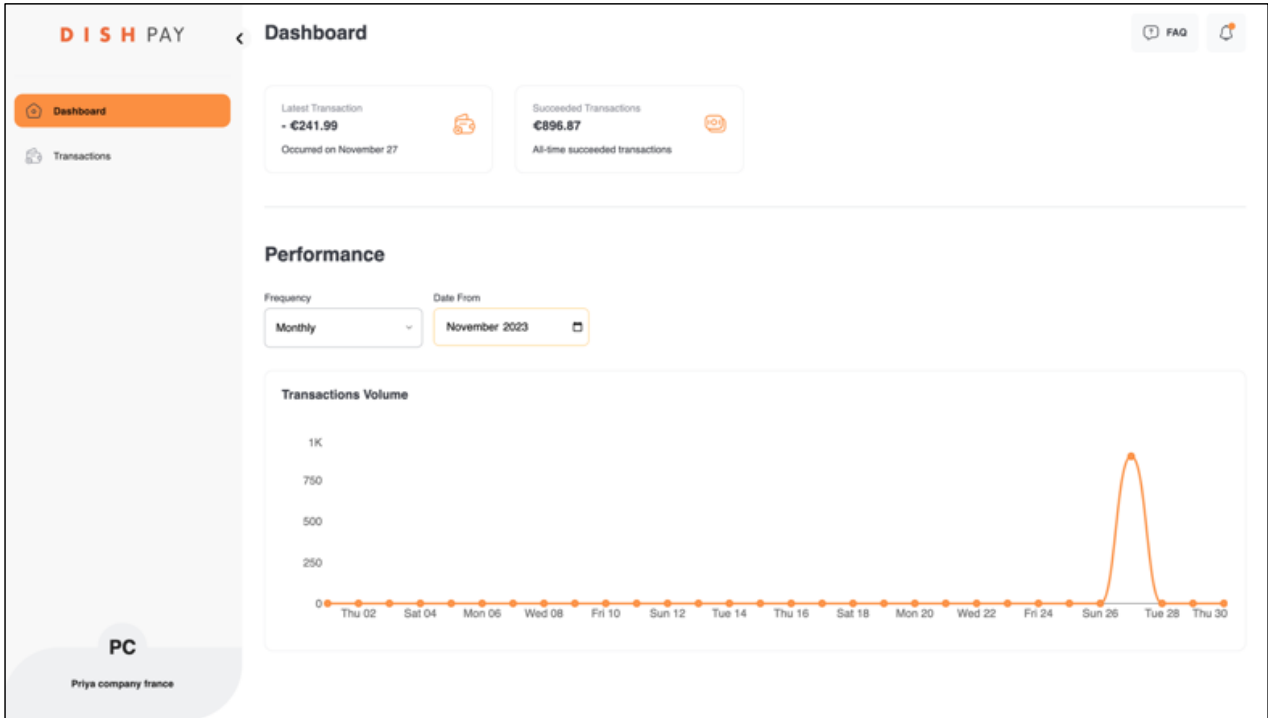 DISH PAY
Dashboard
FAQ
Dashboard
Transactions
Latest Transaction
- €241.99
Occurred on November 27
Succeeded Transactions
€896.87
All-time succeeded transactions
Performance
Frequency
Monthly
Date From
November 2023
Transactions Volume
1K
750
500
250
0
Thu 02 Sat 04 Mon 06 Wed 08 Fri 10 Sun 12 Tue 14 Thu 16 Sat 18 Mon 20 Wed 22 Fri 24 Sun 26 Tue 28 Thu 30
PC
Priya company france